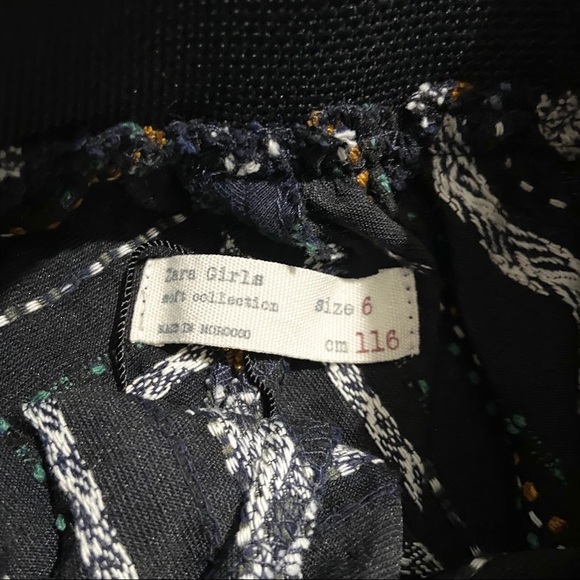 Zara Girls
soft collection size 6
MADE IN MOROCCO cm 116